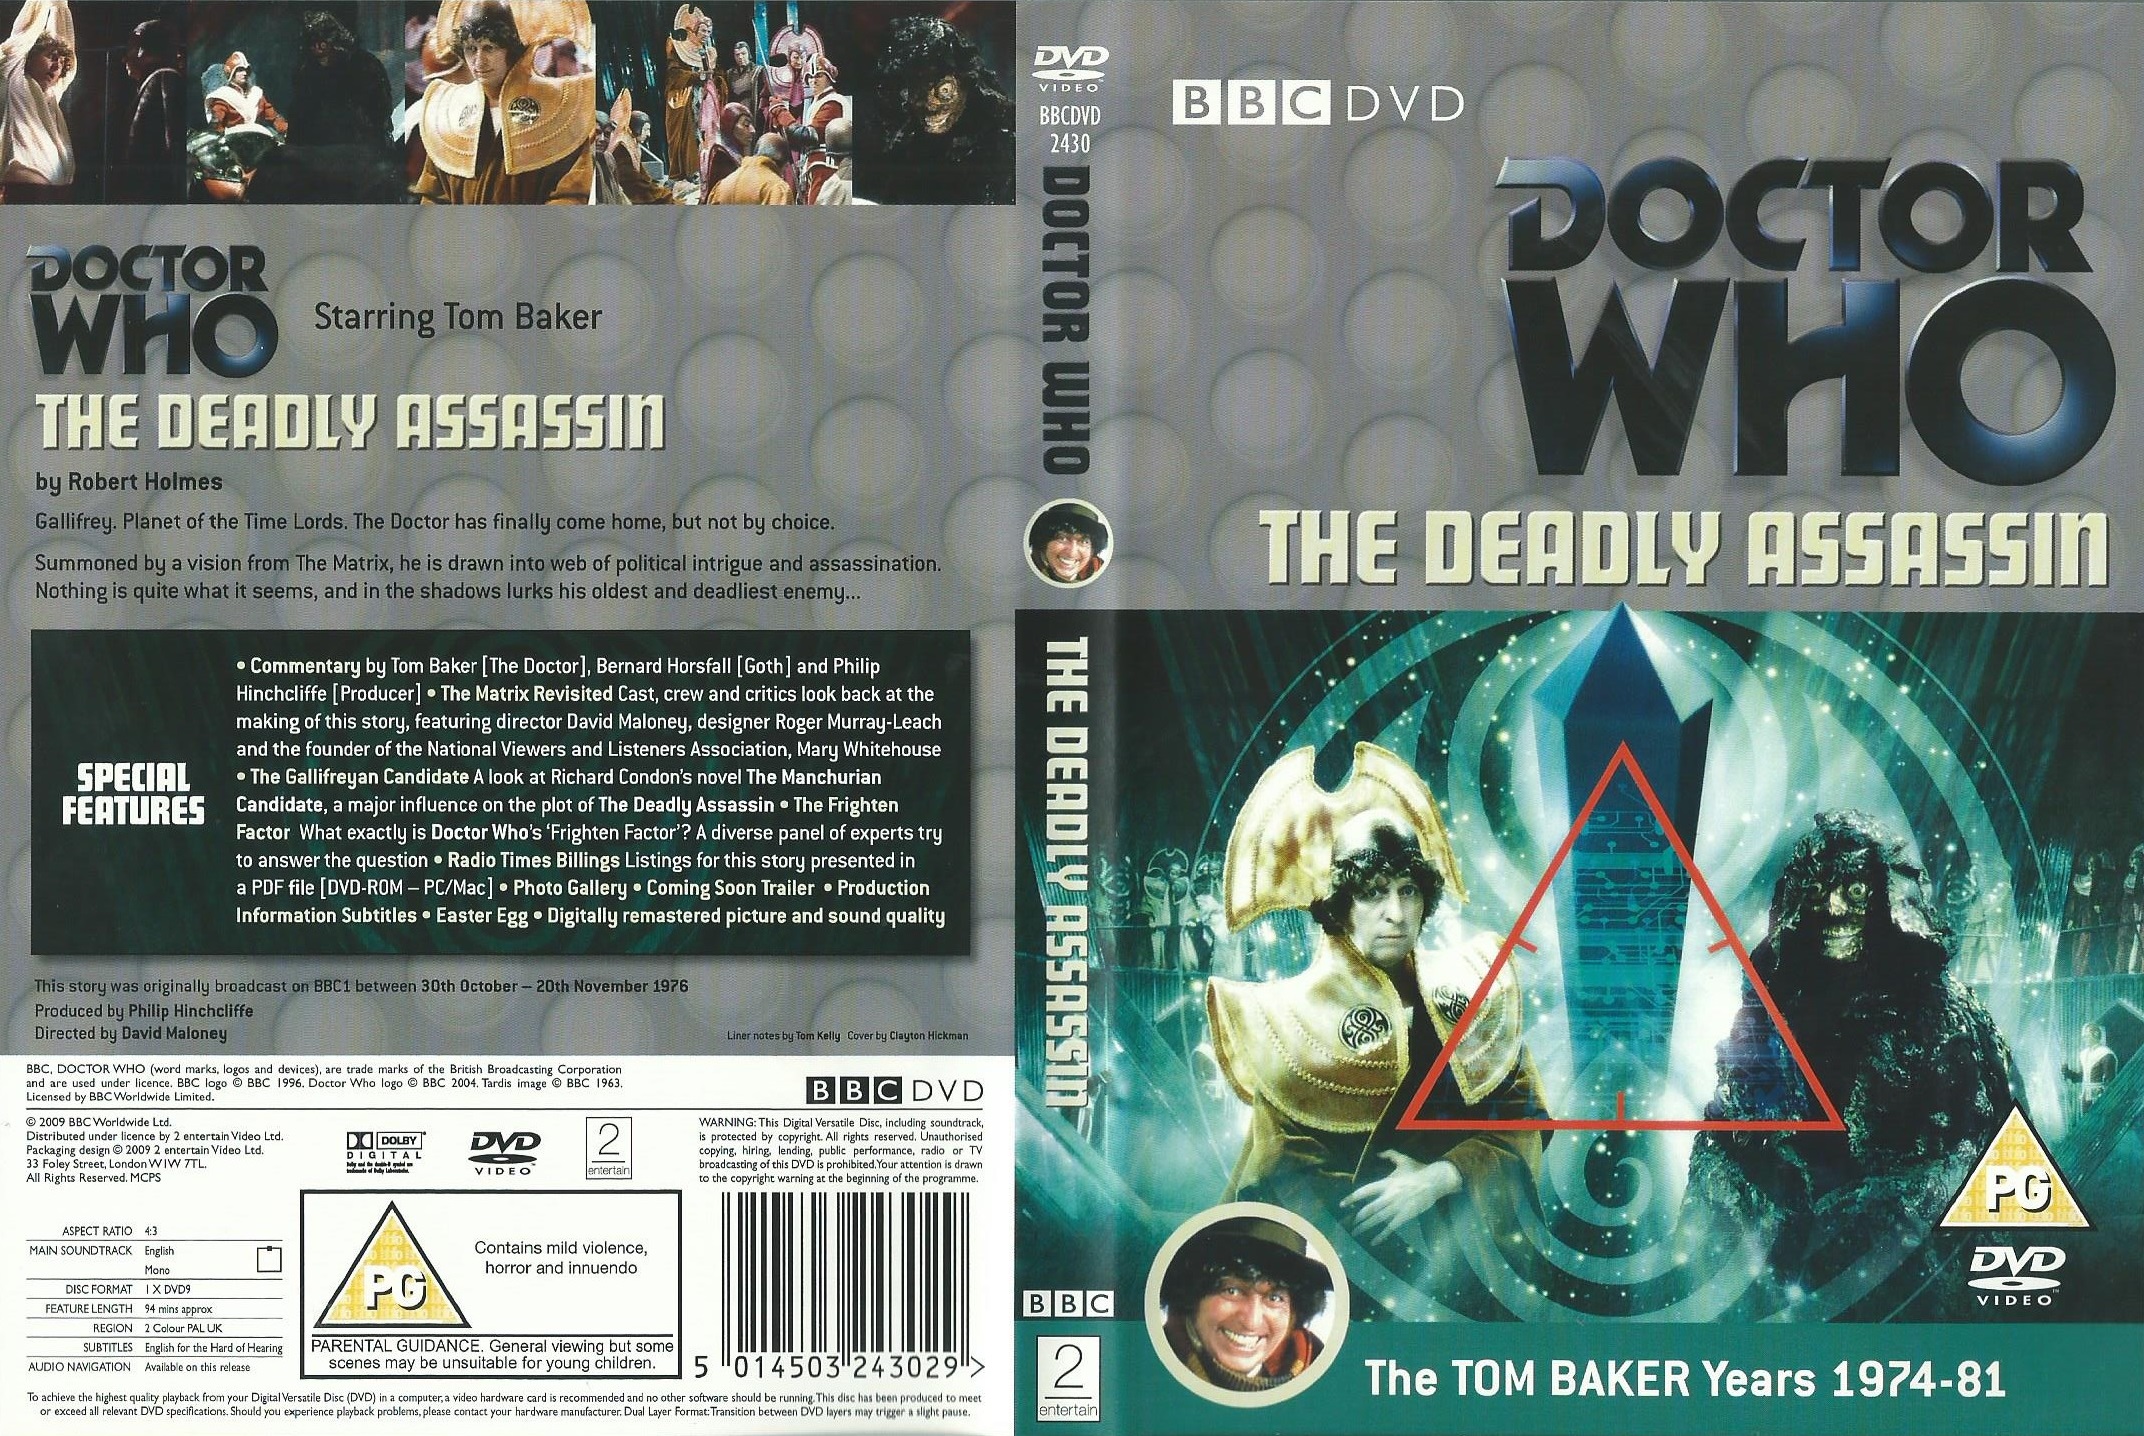 DOCTOR
WHO
Starring Tom Baker
THE DEADLY ASSASSIN
by Robert Holmes
Gallifrey. Planet of the Time Lords. The Doctor has finally come home, but not by choice.
Summoned by a vision from The Matrix, he is drawn into web of political intrigue and assassination.
Nothing is quite what it seems, and in the shadows lurks his oldest and deadliest enemy...
SPECIAL
FEATURES
• Commentary by Tom Baker [The Doctor], Bernard Horsfall [Goth] and Philip
Hinchcliffe [Producer] • The Matrix Revisited Cast, crew and critics look back at the
making of this story, featuring director David Maloney, designer Roger Murray-Leach
and the founder of the National Viewers and Listeners Association, Mary Whitehouse
• The Gallifreyan Candidate A look at Richard Condon's novel The Manchurian
Candidate, a major influence on the plot of The Deadly Assassin • The Frighten
Factor What exactly is Doctor Who's 'Frighten Factor'? A diverse panel of experts try
to answer the question • Radio Times Billings Listings for this story presented in
a PDF file [DVD-ROM – PC/Mac] • Photo Gallery • Coming Soon Trailer • Production
Information Subtitles • Easter Egg • Digitally remastered picture and sound quality
This story was originally broadcast on BBC1 between 30th October – 20th November 1976
Produced by Philip Hinchcliffe
Directed by David Maloney
Liner notes by Tom Kelly Cover by Clayton Hickman
BBC, DOCTOR WHO (word marks, logos and devices), are trade marks of the British Broadcasting Corporation
and are used under licence. BBC logo © BBC 1996. Doctor Who logo © BBC 2004. Tardis image © BBC 1963.
Licensed by BBC Worldwide Limited.
BBC DVD
© 2009 BBC Worldwide Ltd.
Distributed under licence by 2 entertain Video Ltd.
Packaging design © 2009 2 entertain Video Ltd.
33 Foley Street, London W1W 7TL.
All Rights Reserved. MCPS
DOLBY
DIGITAL
Dolby and the double-D symbol are
trademarks of Dolby Laboratories.
DVD
VIDEO
2
entertain
WARNING: This Digital Versatile Disc, including soundtrack,
is protected by copyright. All rights reserved. Unauthorised
copying, hiring, lending, public performance, radio or TV
broadcasting of this DVD is prohibited. Your attention is drawn
to the copyright warning at the beginning of the programme.
ASPECT RATIO 4:3
MAIN SOUNDTRACK English
Mono
DISC FORMAT 1 X DVD9
FEATURE LENGTH 94 mins approx
REGION 2 Colour PAL UK
SUBTITLES English for the Hard of Hearing
AUDIO NAVIGATION Available on this release
PG
Contains mild violence,
horror and innuendo
PARENTAL GUIDANCE. General viewing but some
scenes may be unsuitable for young children.
5 014503 243029 >
To achieve the highest quality playback from your Digital Versatile Disc (DVD) in a computer, a video hardware card is recommended and no other software should be running. This disc has been produced to meet
or exceed all relevant DVD specifications. Should you experience playback problems, please contact your hardware manufacturer. Dual Layer Format: Transition between DVD layers may trigger a slight pause.
DVD
VIDEO
BBCDVD
2430
DOCTOR WHO
THE DEADLY ASSASSIN
BBC
2
entertain
BBC DVD
DOCTOR
WHO
THE DEADLY ASSASSIN
PG
DVD
VIDEO
The TOM BAKER Years 1974-81